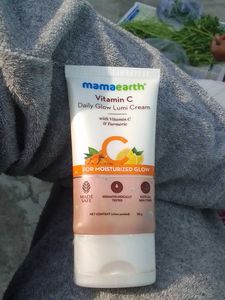 mamaearth
Vitamin C
Daily Glow Lumi Cream
with Vitamin C
& Turmeric
C
FOR MOISTURIZED GLOW
MADE SAFE
DERMATOLOGICALLY TESTED
NET CONTENT